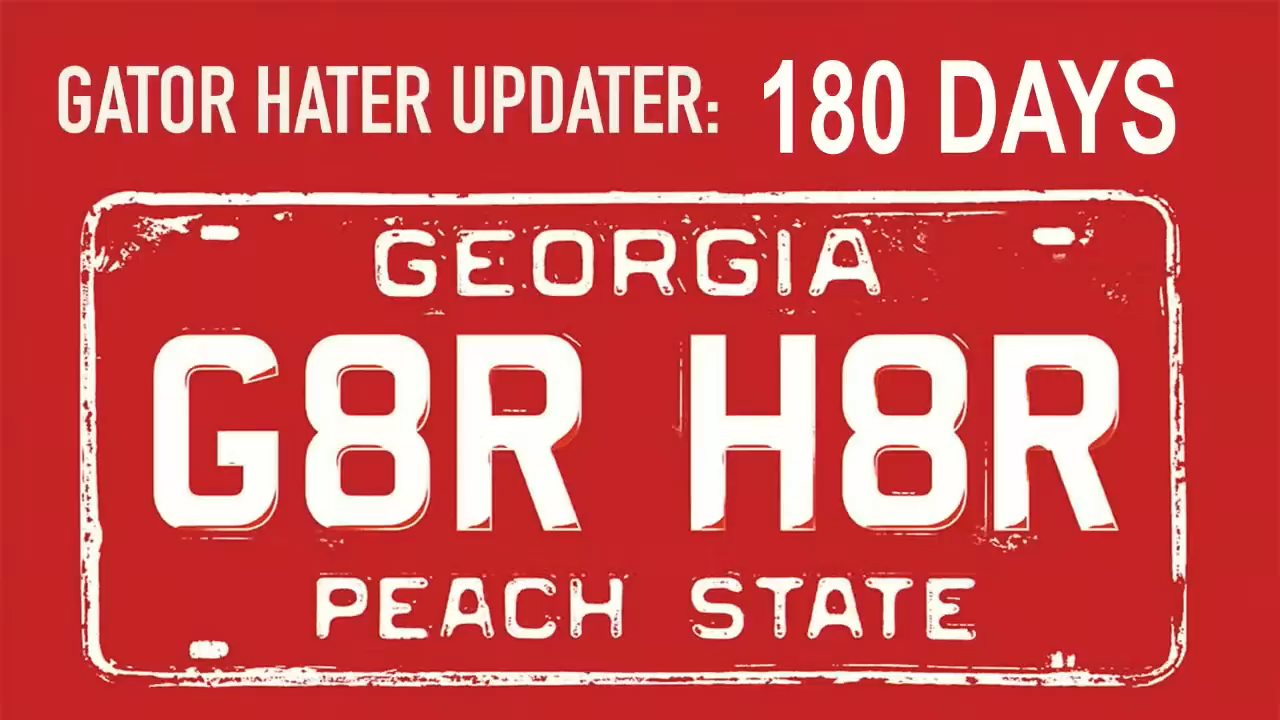 GATOR HATER UPDATER: 180 DAYS
GEORGIA
G8R H8R
PEACH STATE